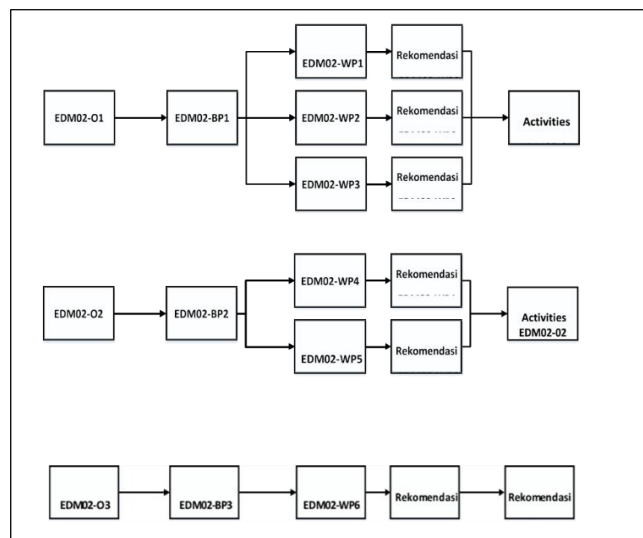 EDM02-WP1
Rekomendasi
EDM02-O1
EDM02-BP1
EDM02-WP2
Rekomendasi
Activities
EDM02-WP3
Rekomendasi
EDM02-WP4
Rekomendasi
EDM02-O2
EDM02-BP2
Activities
EDM02-02
EDM02-WP5
Rekomendasi
EDM02-O3
EDM02-BP3
EDM02-WP6
Rekomendasi
Rekomendasi